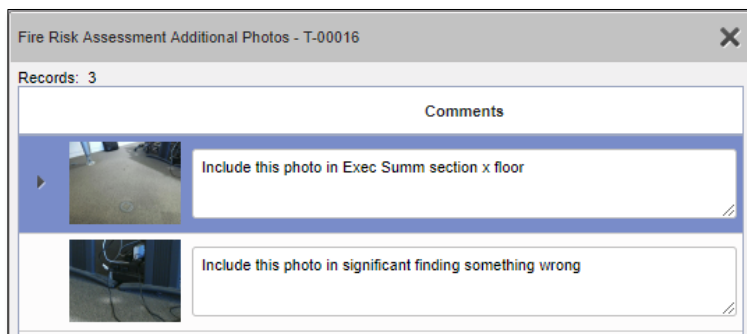 Fire Risk Assessment Additional Photos - T-00016
Records: 3
Comments
Include this photo in Exec Summ section x floor
Include this photo in significant finding something wrong